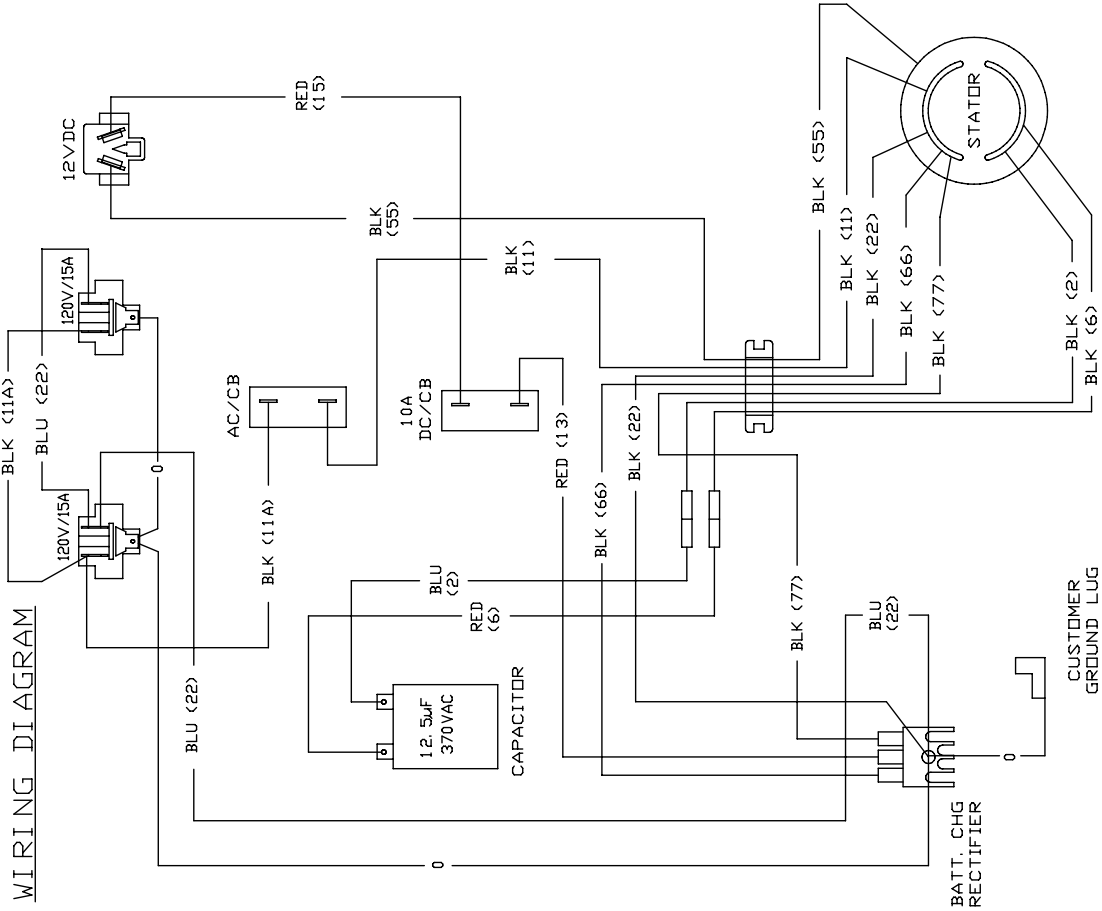 WIRING DIAGRAM
BLK (11A)
BLU (22)
120V/15A
120V/15A
12VDC
0
BLU (22)
BLK (11A)
AC/CB
RED
(15)
BLK
(55)
10A
DC/CB
BLK
(11)
BLU
(2)
RED
(6)
12.5µF
370VAC
CAPACITOR
0
RED (13)
BLK (66)
BLK (22)
BLK (77)
BLK (55)
BLK (11)
BLK (22)
BLK (66)
BLK (77)
STATOR
BLK (2)
BLK (6)
BLU
(22)
BATT. CHG
RECTIFIER
0
CUSTOMER
GROUND LUG